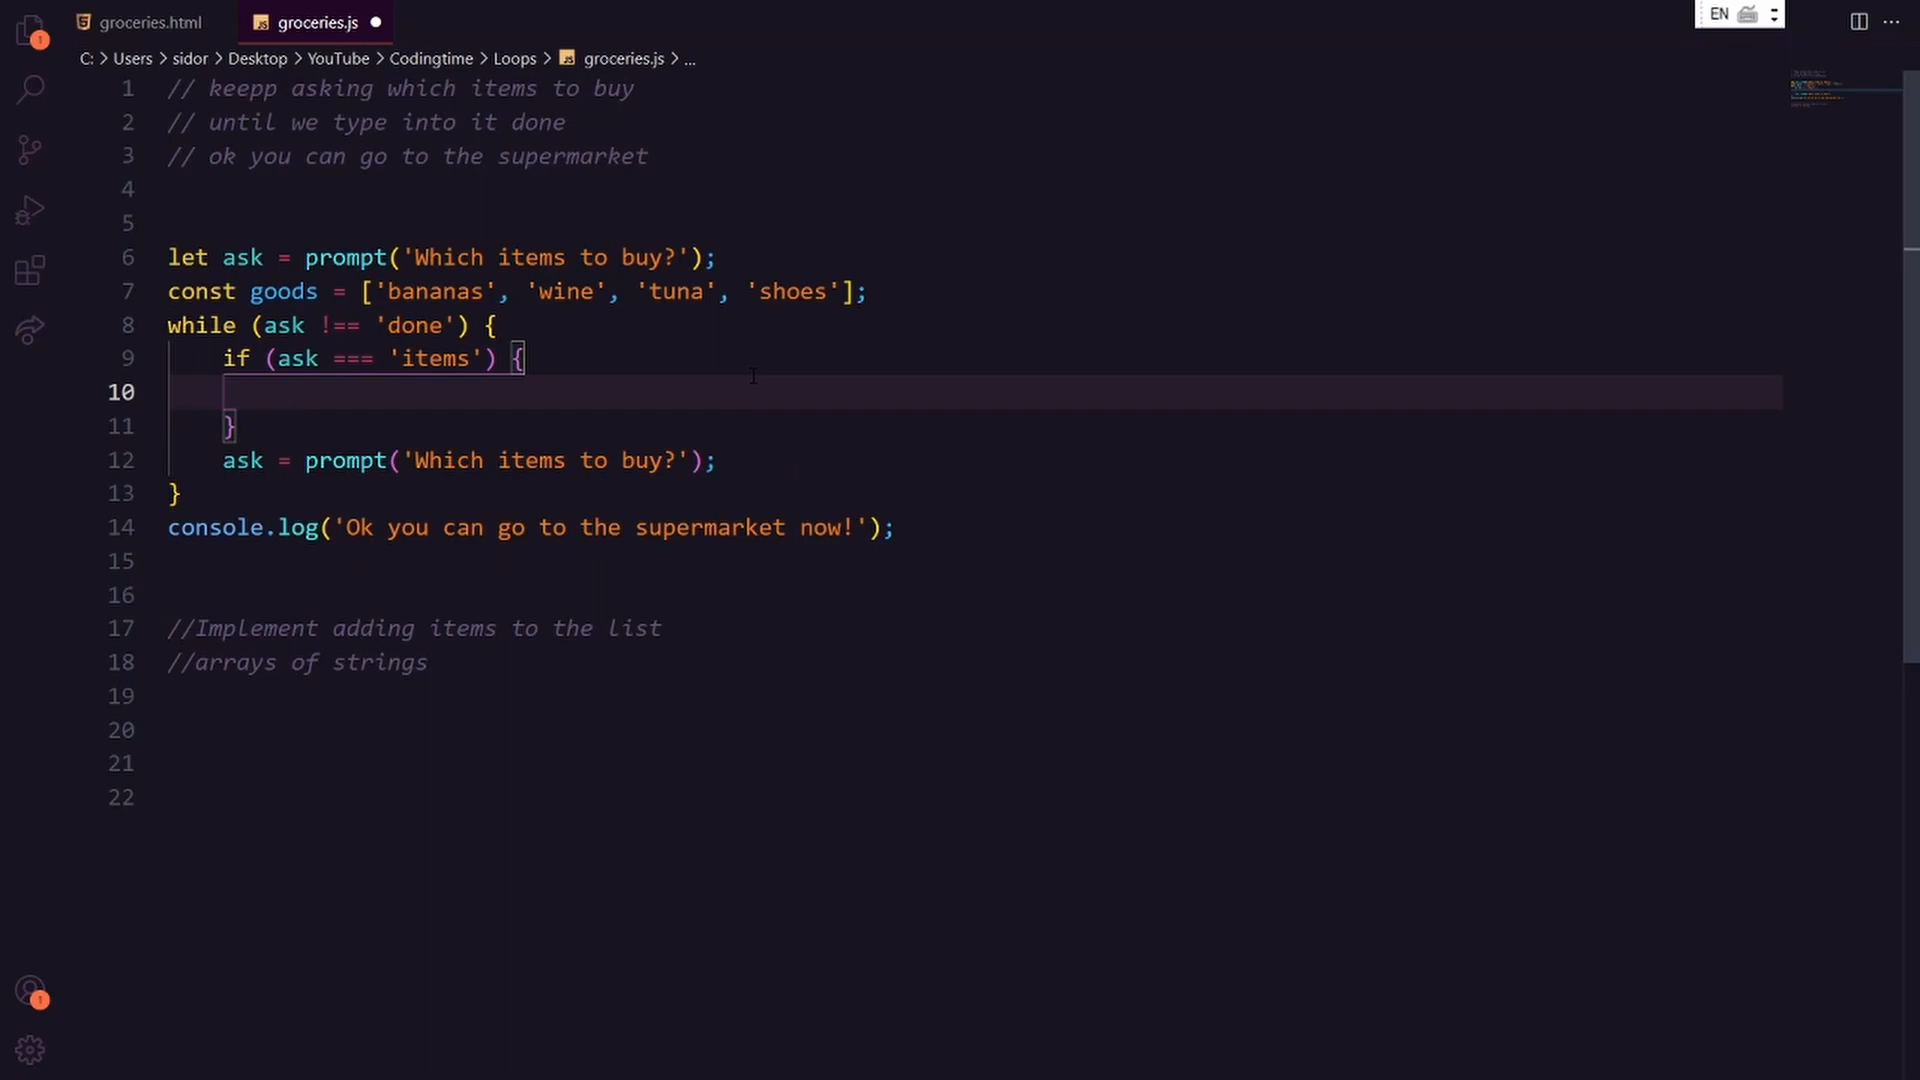 groceries.html
groceries.js
EN
C: > Users > sidor > Desktop > YouTube > Codingtime > Loops > groceries.js > ...
1 // keepp asking which items to buy
2 // until we type into it done
3 // ok you can go to the supermarket
4
5
6 let ask = prompt('Which items to buy?');
7 const goods = ['bananas', 'wine', 'tuna', 'shoes'];
8 while (ask !== 'done') {
9 if (ask === 'items') {
10
11 }
12 ask = prompt('Which items to buy?');
13 }
14 console.log('Ok you can go to the supermarket now!');
15
16
17 //Implement adding items to the list
18 //arrays of strings
19
20
21
22
1
1